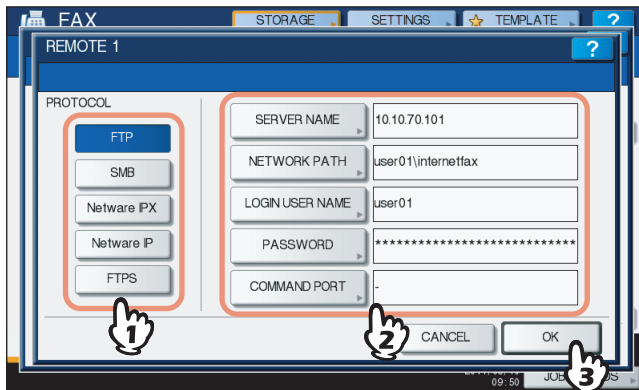 FAX STORAGE SETTINGS TEMPLATE ?
REMOTE 1 ?
PROTOCOL
FTP
SMB
Netware IPX
Netware IP
FTPS
SERVER NAME 10.10.70.101
NETWORK PATH user01\internetfax
LOGIN USER NAME user01
PASSWORD ****************************
COMMAND PORT -
1
2
CANCEL OK
3
09:50